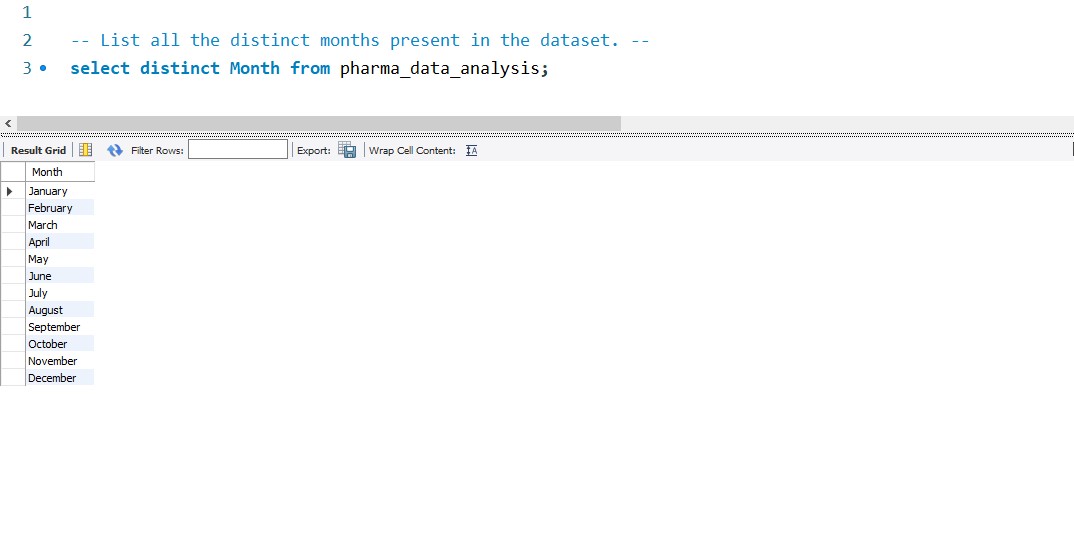 1
2 -- List all the distinct months present in the dataset. --
3 select distinct Month from pharma_data_analysis;
Result Grid Filter Rows: Export: Wrap Cell Content: IA
Month
January
February
March
April
May
June
July
August
September
October
November
December